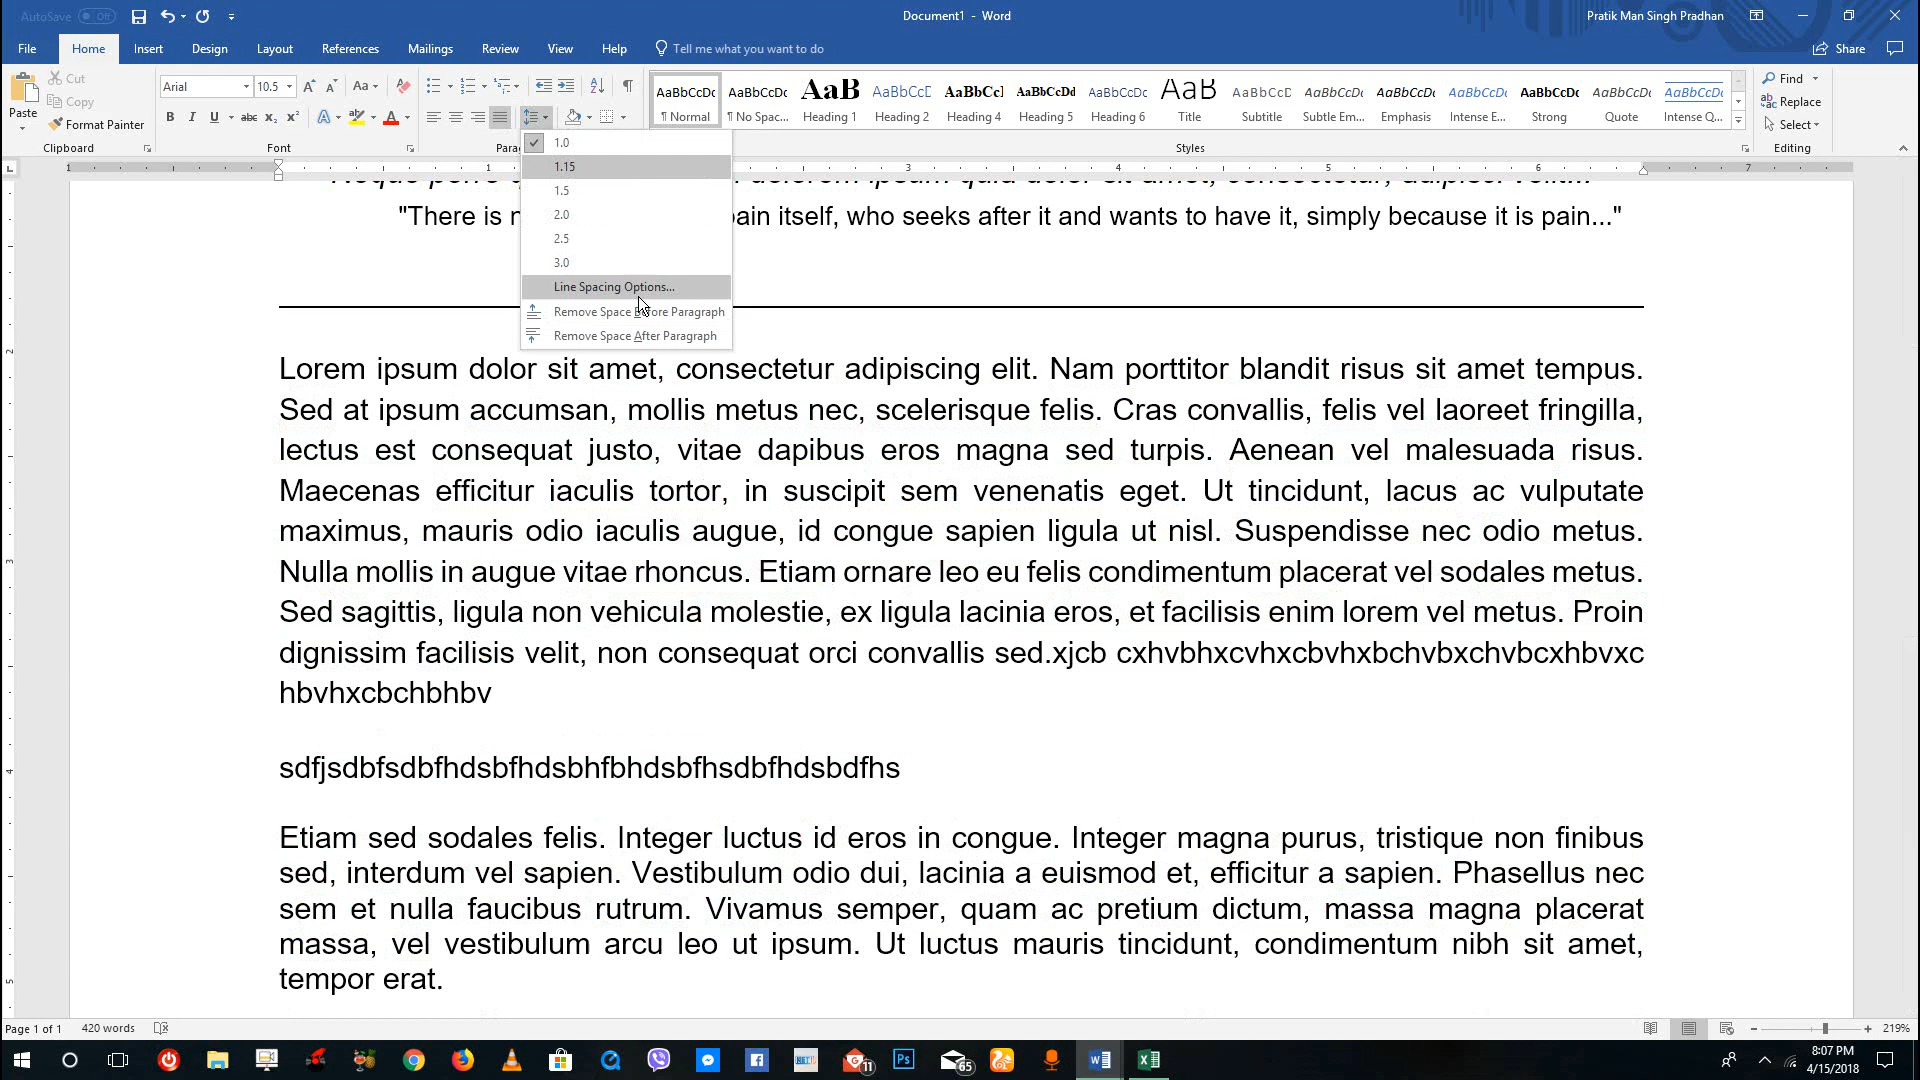 AutoSave Off
Document1 - Word
Pratik Man Singh Pradhan
File Home Insert Design Layout References Mailings Review View Help Tell me what you want to do
Share
Paste
Cut
Copy
Format Painter
Clipboard
Arial 10.5
Font
Styles
AaBbCcDc ¶ Normal
AaBbCcDc ¶ No Spac...
AaB Heading 1
AaBbCcD Heading 2
AaBbCcI Heading 4
AaBbCcDd Heading 5
AaBbCcDc Heading 6
AaB Title
AaBbCcD Subtitle
AaBbCcDc Subtle Em...
AaBbCcDc Emphasis
AaBbCcDc Intense E...
AaBbCcDc Strong
AaBbCcDc Quote
AaBbCcDc Intense Q...
Find
Replace
Select
Editing
1.0
1.15
1.5
2.0
2.5
3.0
Line Spacing Options...
Remove Space Before Paragraph
Remove Space After Paragraph
"There is n ain itself, who seeks after it and wants to have it, simply because it is pain..."
Lorem ipsum dolor sit amet, consectetur adipiscing elit. Nam porttitor blandit risus sit amet tempus.
Sed at ipsum accumsan, mollis metus nec, scelerisque felis. Cras convallis, felis vel laoreet fringilla,
lectus est consequat justo, vitae dapibus eros magna sed turpis. Aenean vel malesuada risus.
Maecenas efficitur iaculis tortor, in suscipit sem venenatis eget. Ut tincidunt, lacus ac vulputate
maximus, mauris odio iaculis augue, id congue sapien ligula ut nisl. Suspendisse nec odio metus.
Nulla mollis in augue vitae rhoncus. Etiam ornare leo eu felis condimentum placerat vel sodales metus.
Sed sagittis, ligula non vehicula molestie, ex ligula lacinia eros, et facilisis enim lorem vel metus. Proin
dignissim facilisis velit, non consequat orci convallis sed.xjcb cxhvbhxcvhxcbvhxbchvbxchvbcxhbvxc
hbvhxcbchbhbv
sdfjsdbfsdbfhdsbfhdsbhfbhdsbfhsdbfhdsbdfhs
Etiam sed sodales felis. Integer luctus id eros in congue. Integer magna purus, tristique non finibus
sed, interdum vel sapien. Vestibulum odio dui, lacinia a euismod et, efficitur a sapien. Phasellus nec
sem et nulla faucibus rutrum. Vivamus semper, quam ac pretium dictum, massa magna placerat
massa, vel vestibulum arcu leo ut ipsum. Ut luctus mauris tincidunt, condimentum nibh sit amet,
tempor erat.
Page 1 of 1 420 words
219%
8:07 PM
4/15/2018